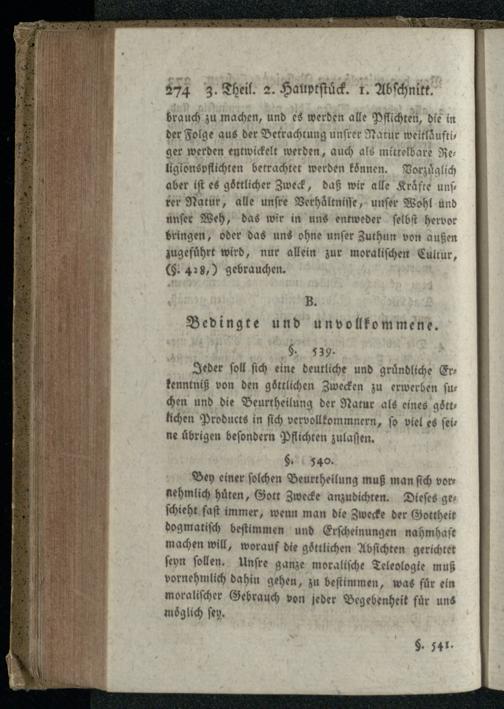 274 3. Theil. 2. Hauptstück. 1. Abschnitt.
brauch zu machen, und es werden alle Pflichten, die in
der Folge aus der Betrachtung unsrer Natur weitläufti-
ger werden entwickelt werden, auch als mittelbare Re-
ligionspflichten betrachtet werden können. Vorzüglich
aber ist es göttlicher Zweck, daß wir alle Kräfte uns-
rer Natur, alle unsre Verhältnisse, unser Wohl und
unser Weh, das wir in uns entweder selbst hervor
bringen, oder das uns ohne unser Zuthun von außen
zugeführt wird, nur allein zur moralischen Cultur,
(§. 428,) gebrauchen.
B.
Bedingte und unvollkommene.
§. 539.
Jeder soll sich eine deutliche und gründliche Er-
kenntniß von den göttlichen Zwecken zu erwerben su-
chen und die Beurtheilung der Natur als eines gött-
lichen Products in sich vervollkommnern, so viel es sei-
ne übrigen besondern Pflichten zulassen.
§. 540.
Bey einer solchen Beurtheilung muß man sich vor-
nehmlich hüten, Gott Zwecke anzudichten. Dieses ge-
schieht fast immer, wenn man die Zwecke der Gottheit
dogmatisch bestimmen und Erscheinungen nahmhaft
machen will, worauf die göttlichen Absichten gerichtet
seyn sollen. Unsre ganze moralische Teleologie muß
vornehmlich dahin gehen, zu bestimmen, was für ein
moralischer Gebrauch von jeder Begebenheit für uns
möglich sey.
§. 541.